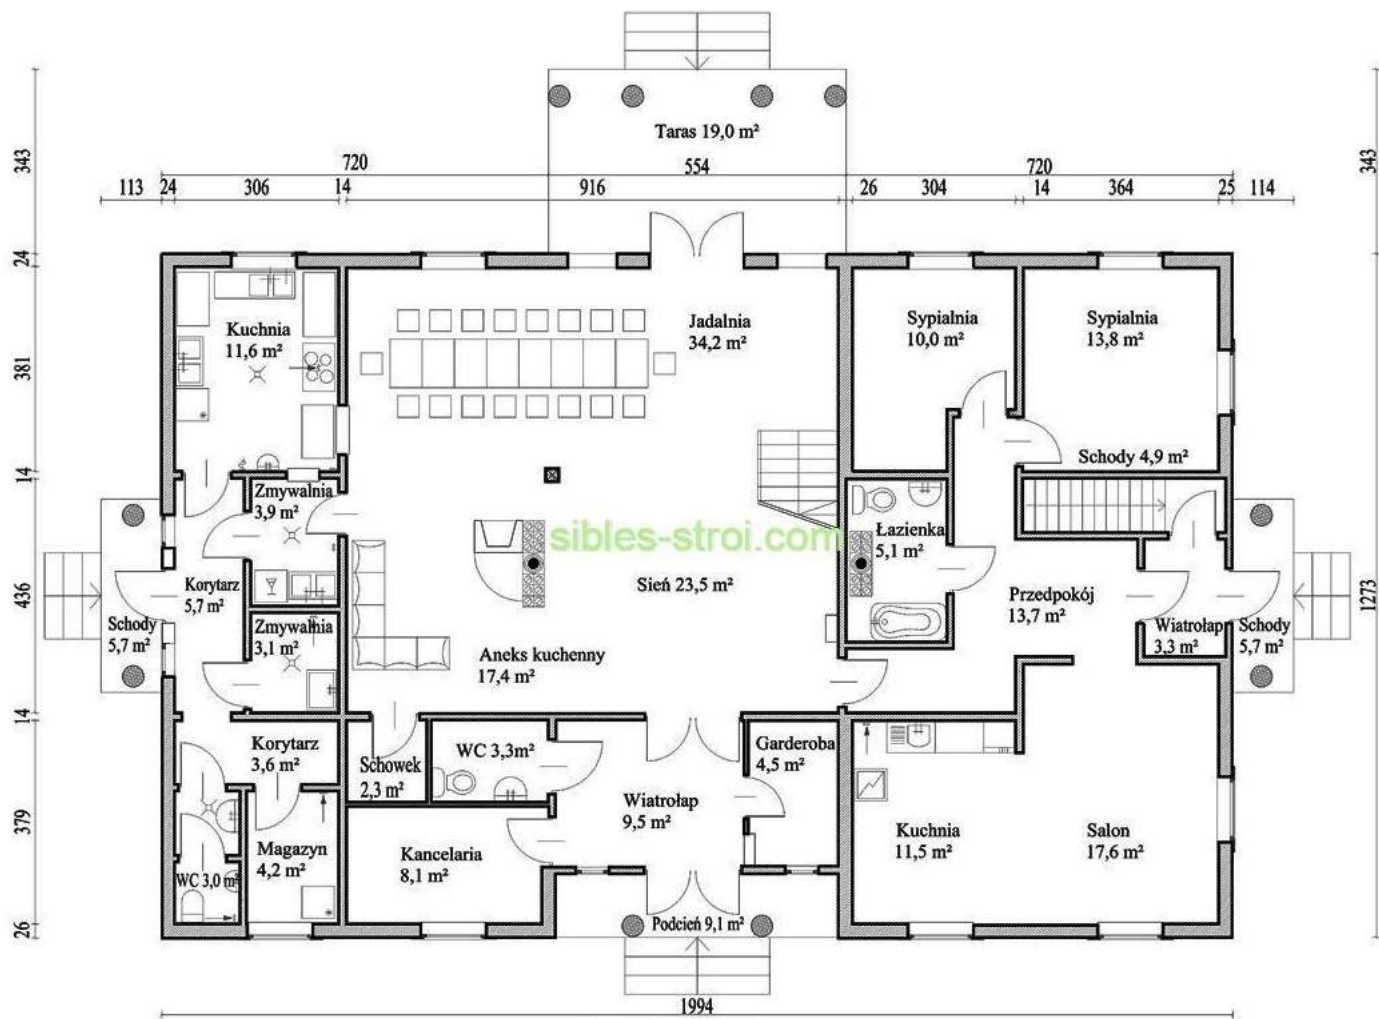 Taras 19,0 m²
343
720
554
720
343
113
24
306
14
916
26
304
14
364
25
114
24
Kuchnia
11,6 m²
Jadalnia
34,2 m²
Sypialnia
10,0 m²
Sypialnia
13,8 m²
381
Schody 4,9 m²
14
Zmywalnia
3,9 m²
sibles-stroi.com
Łazienka
5,1 m²
436
Korytarz
5,7 m²
Sień 23,5 m²
Przedpokój
13,7 m²
1273
Schody
5,7 m²
Zmywalnia
3,1 m²
Wiatrołap
3,3 m²
Schody
5,7 m²
Aneks kuchenny
17,4 m²
14
Korytarz
3,6 m²
Schowek
2,3 m²
WC 3,3m²
Garderoba
4,5 m²
Wiatrołap
9,5 m²
379
Magazyn
4,2 m²
Kancelaria
8,1 m²
Kuchnia
11,5 m²
Salon
17,6 m²
WC 3,0 m²
26
Podcień 9,1 m²
1994